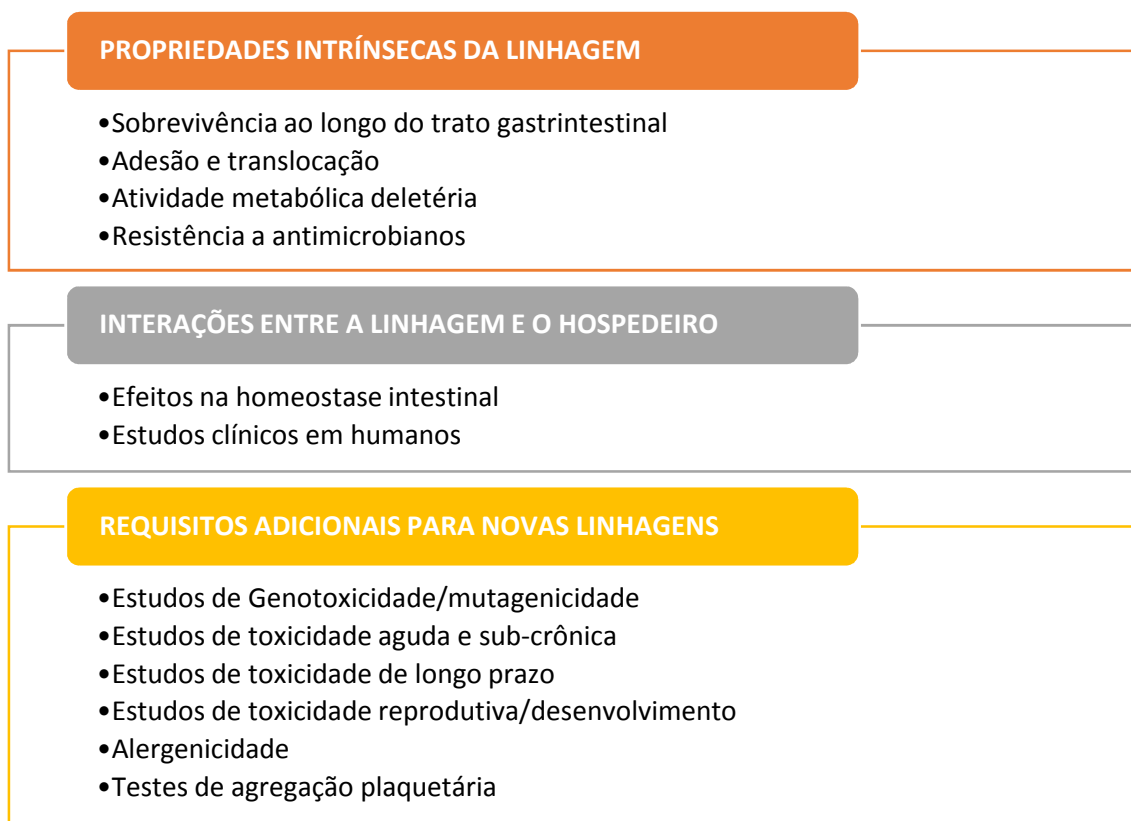 PROPRIEDADES INTRÍNSECAS DA LINHAGEM
•Sobrevivência ao longo do trato gastrintestinal
•Adesão e translocação
•Atividade metabólica deletéria
•Resistência a antimicrobianos
INTERAÇÕES ENTRE A LINHAGEM E O HOSPEDEIRO
•Efeitos na homeostase intestinal
•Estudos clínicos em humanos
REQUISITOS ADICIONAIS PARA NOVAS LINHAGENS
•Estudos de Genotoxicidade/mutagenicidade
•Estudos de toxicidade aguda e sub-crônica
•Estudos de toxicidade de longo prazo
•Estudos de toxicidade reprodutiva/desenvolvimento
•Alergenicidade
•Testes de agregação plaquetária